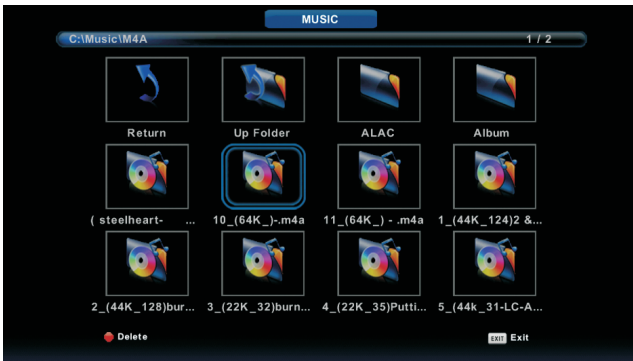 MUSIC
C:\Music\M4A 1 / 2
Return Up Folder ALAC Album
( steelheart- ... 10_(64K_)-.m4a 11_(64K_) - .m4a 1_(44K_124)2 &...
2_(44K_128)bur... 3_(22K_32)burn... 4_(22K_35)Putti... 5_(44k_31-LC-A...
Delete EXIT Exit